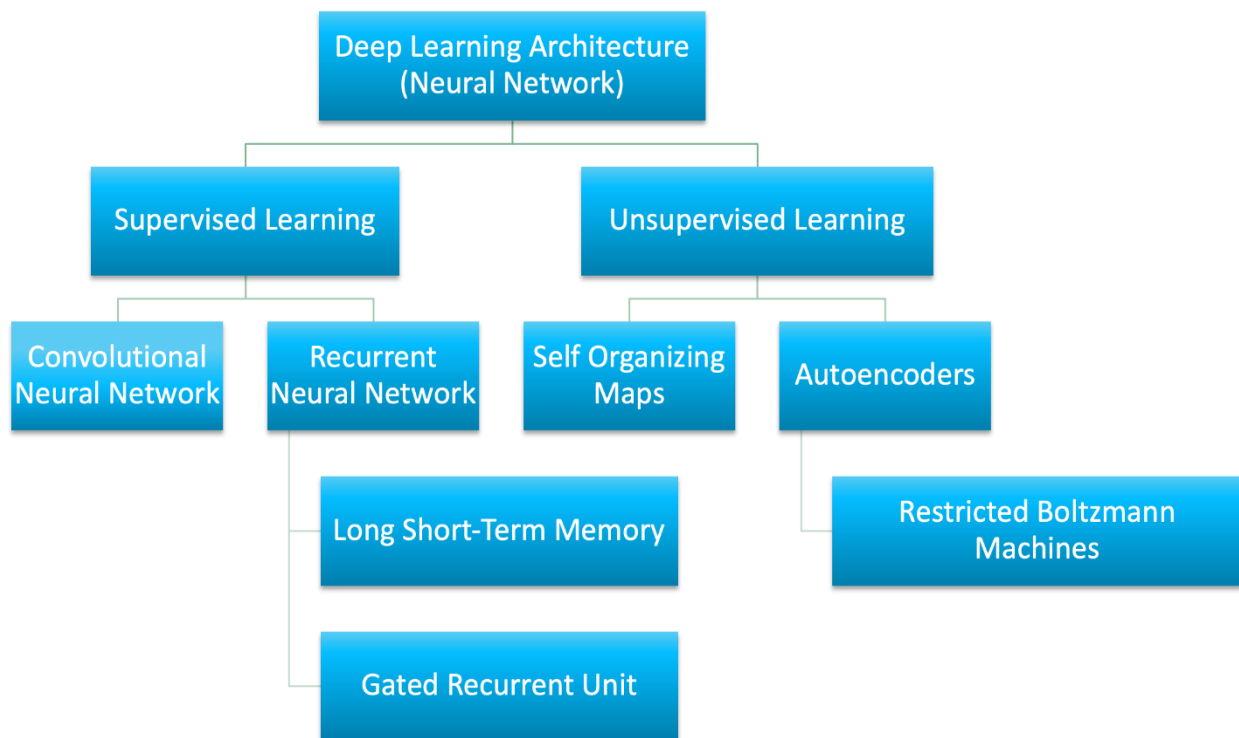 Deep Learning Architecture
(Neural Network)
Supervised Learning
Unsupervised Learning
Convolutional
Neural Network
Recurrent
Neural Network
Self Organizing
Maps
Autoencoders
Long Short-Term Memory
Restricted Boltzmann
Machines
Gated Recurrent Unit